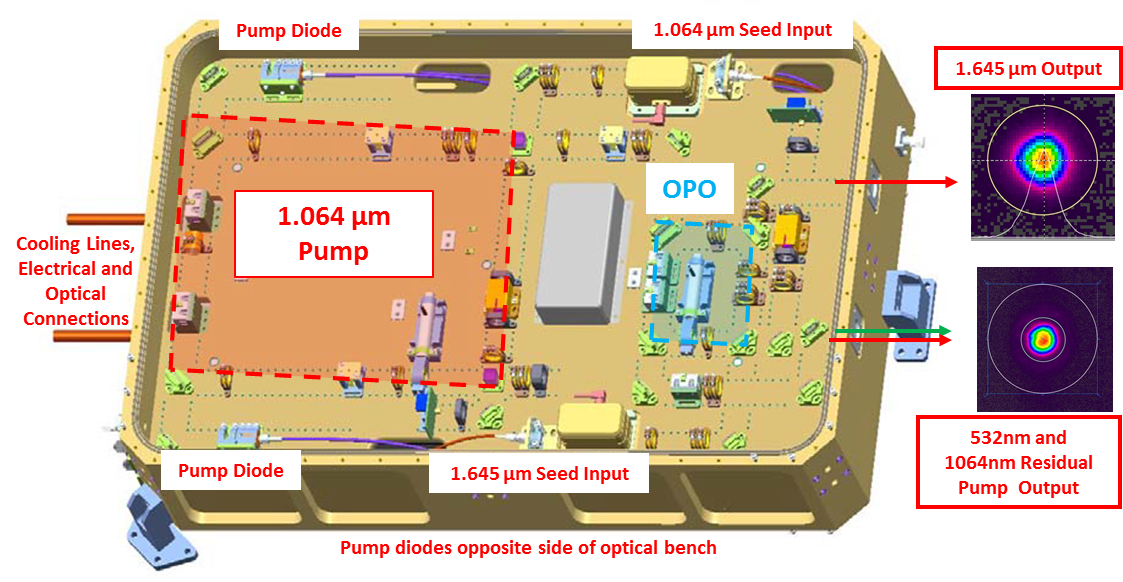 Pump Diode
1.064 µm Seed Input
1.645 µm Output
OPO
1.064 µm
Pump
Cooling Lines,
Electrical and
Optical
Connections
532nm and
1064nm Residual
Pump Output
Pump Diode
1.645 µm Seed Input
Pump diodes opposite side of optical bench